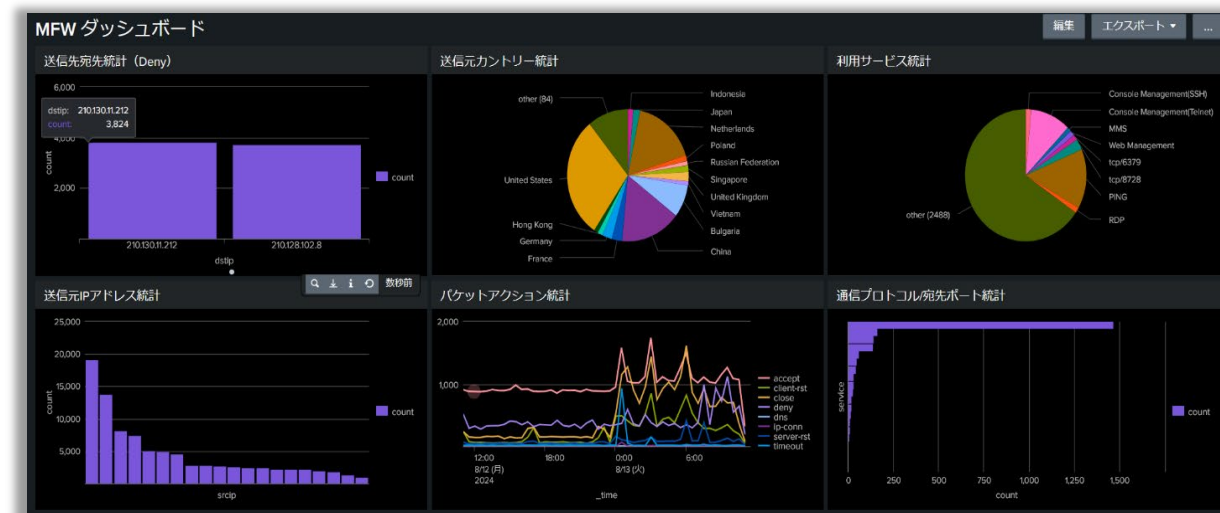 MFW ダッシュボード
編集
エクスポート ▾
...
送信先宛先統計（Deny）
6,000
4,000
2,000
count
dstip: 210.130.11.212
count: 3,824
210.130.11.212
210.128.102.8
dstip
count
送信元カントリー統計
other (84)
United States
Hong Kong
Germany
France
Indonesia
Japan
Netherlands
Poland
Russian Federation
Singapore
United Kingdom
Vietnam
Bulgaria
China
利用サービス統計
other (2488)
Console Management(SSH)
Console Management(Telnet)
MMS
Web Management
tcp/6379
tcp/8728
PING
RDP
数秒前
送信元IPアドレス統計
25,000
20,000
15,000
10,000
5,000
count
srcip
count
パケットアクション統計
2,000
1,000
12:00
8/12 (月)
2024
18:00
0:00
8/13 (火)
6:00
_time
accept
client-rst
close
deny
dns
ip-conn
server-rst
timeout
通信プロトコル/宛先ポート統計
service
0
250
500
750
1,000
1,250
1,500
count
count